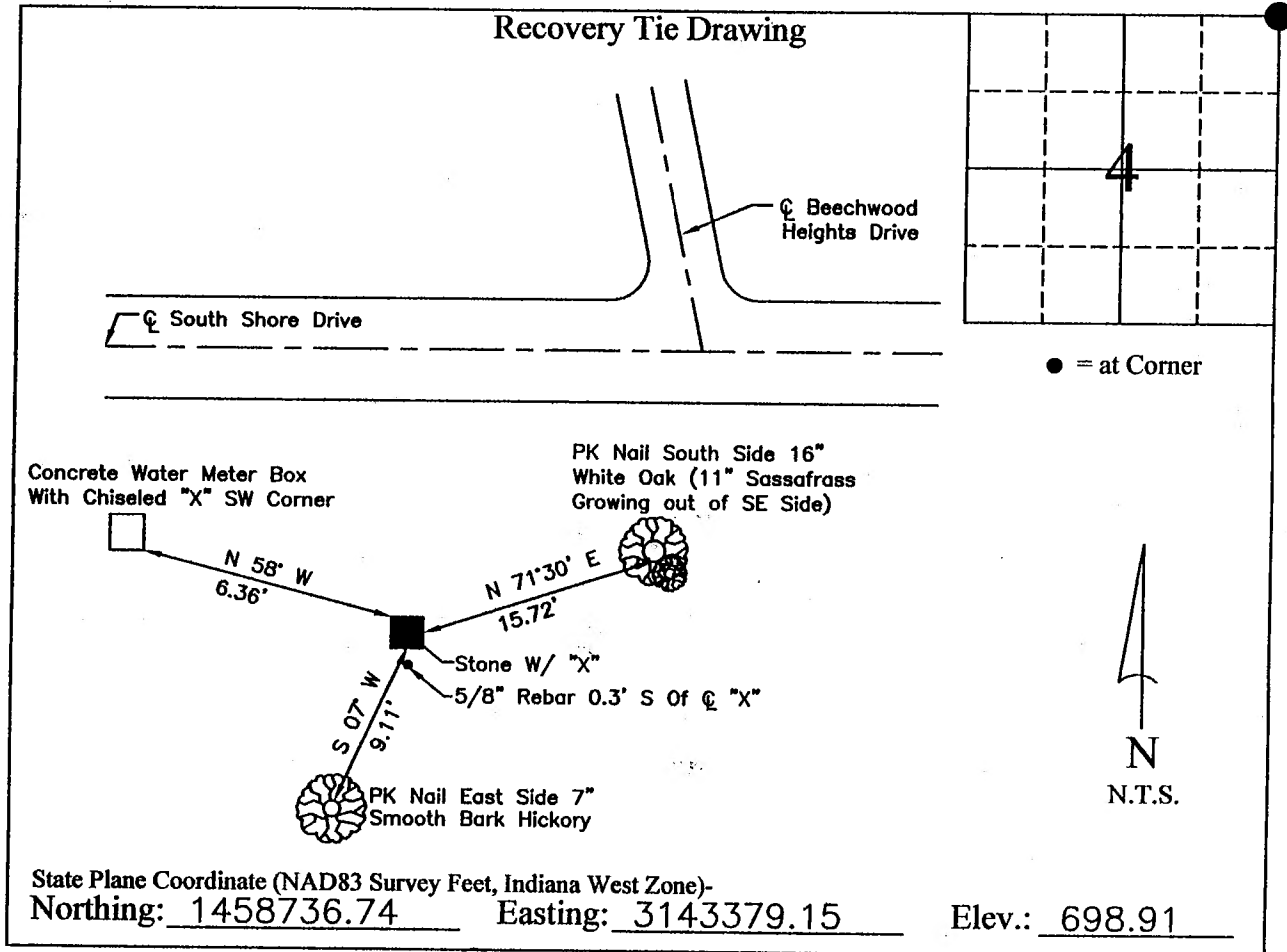 Recovery Tie Drawing
4
℄ Beechwood
Heights Drive
℄ South Shore Drive
● = at Corner
Concrete Water Meter Box
With Chiseled "X" SW Corner
PK Nail South Side 16"
White Oak (11" Sassafrass
Growing out of SE Side)
N 58° W
6.36'
N 71°30' E
15.72'
Stone W/ "X"
5/8" Rebar 0.3' S Of ℄ "X"
S 07° W
9.11'
PK Nail East Side 7"
Smooth Bark Hickory
N
N.T.S.
State Plane Coordinate (NAD83 Survey Feet, Indiana West Zone)-
Northing: 1458736.74 Easting: 3143379.15 Elev.: 698.91